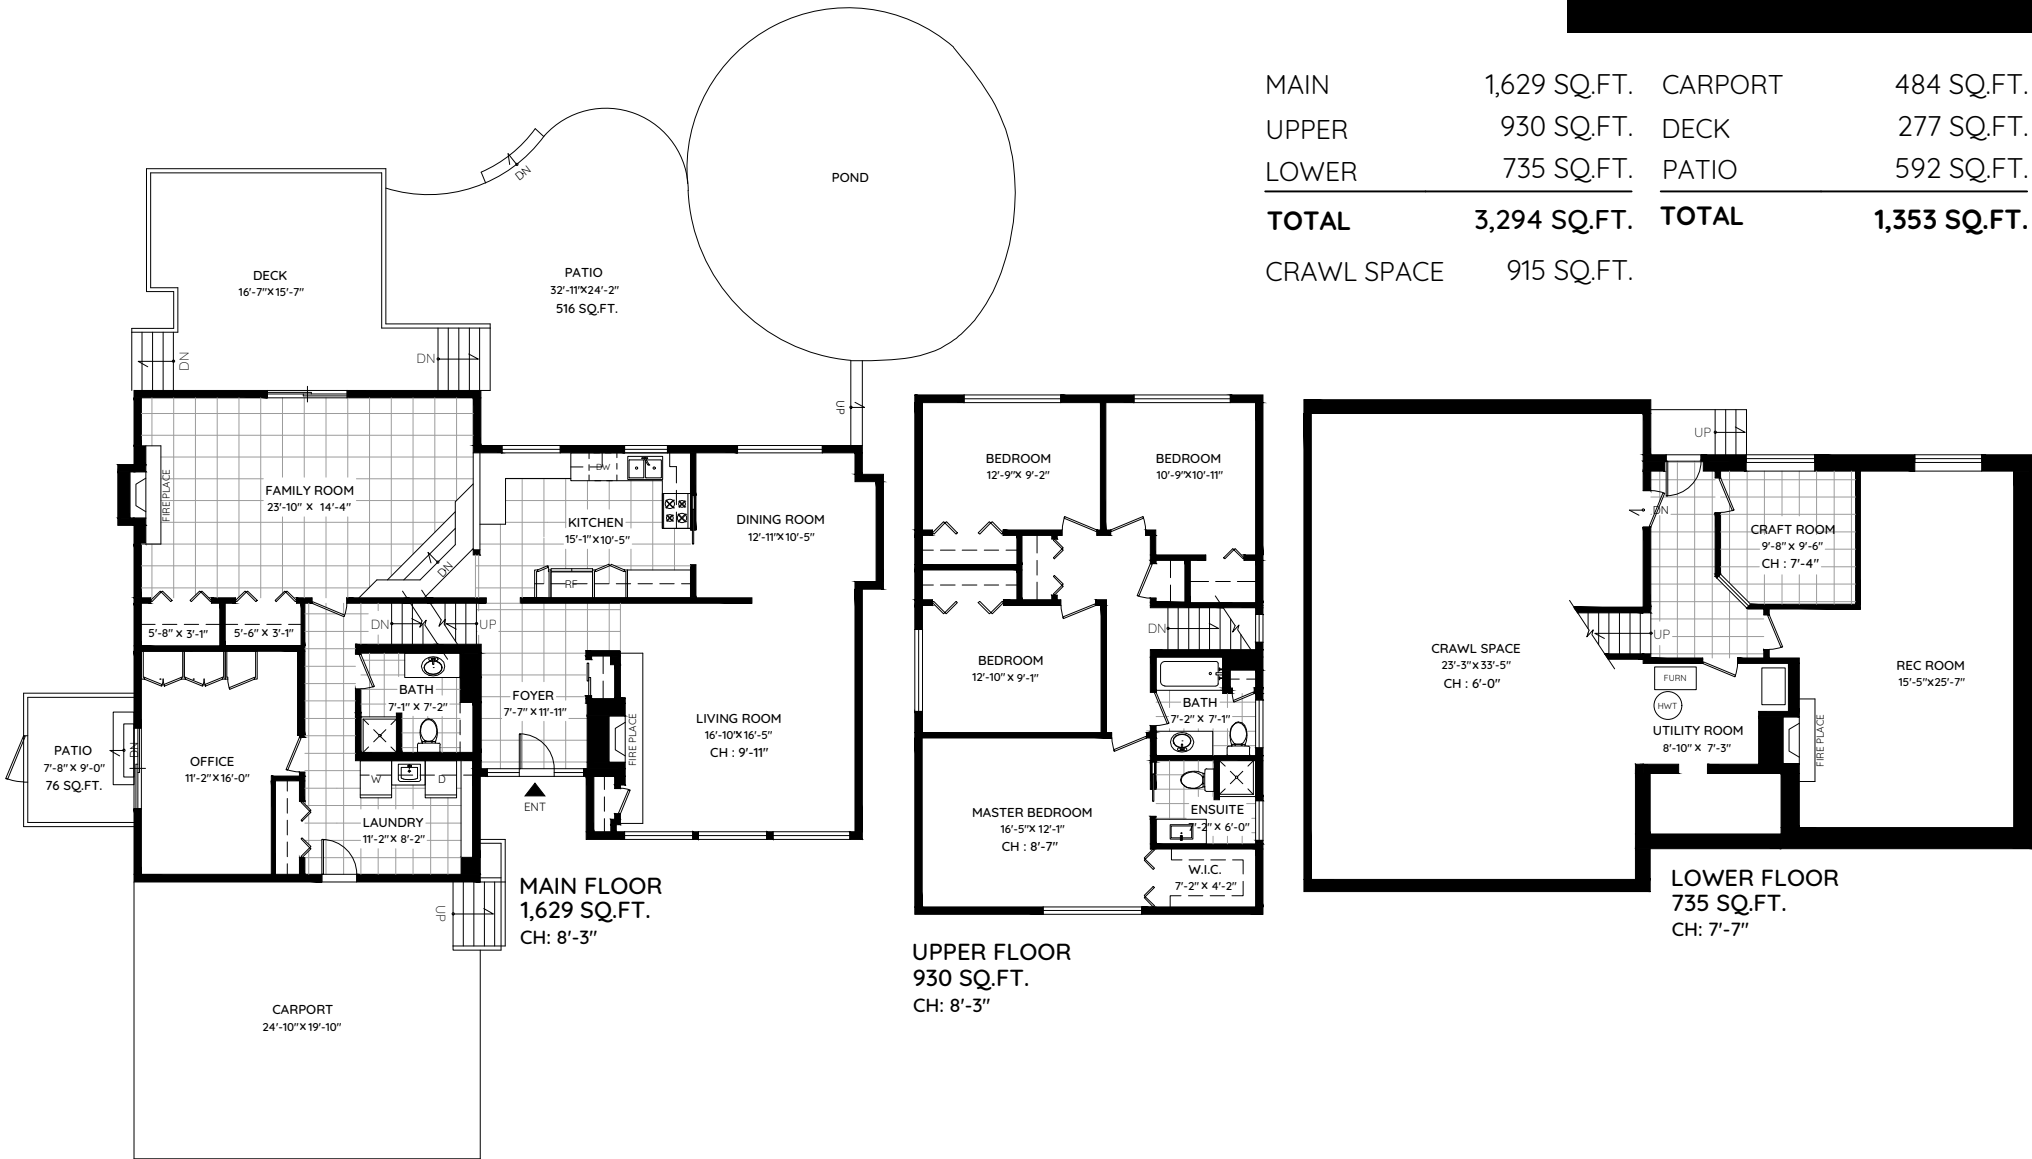 MAIN 1,629 SQ.FT. CARPORT 484 SQ.FT.
UPPER 930 SQ.FT. DECK 277 SQ.FT.
LOWER 735 SQ.FT. PATIO 592 SQ.FT.
TOTAL 3,294 SQ.FT. TOTAL 1,353 SQ.FT.
CRAWL SPACE 915 SQ.FT.
POND
DECK
16'-7"X15'-7"
PATIO
32'-11"X24'-2"
516 SQ.FT.
DN
DN
DN
UP
FAMILY ROOM
23'-10" X 14'-4"
FIRE PLACE
DN
KITCHEN
15'-1"X10'-5"
DW
RF
DINING ROOM
12'-11"X10'-5"
5'-8" X 3'-1"
5'-6" X 3'-1"
DN
UP
BATH
7'-1" X 7'-2"
FOYER
7'-7"X11'-11"
LIVING ROOM
16'-10"X16'-5"
CH : 9'-11"
FIRE PLACE
PATIO
7'-8"X 9'-0"
76 SQ.FT.
DN
OFFICE
11'-2"X16'-0"
W
D
LAUNDRY
11'-2"X 8'-2"
ENT
UP
MAIN FLOOR
1,629 SQ.FT.
CH: 8'-3"
CARPORT
24'-10"X19'-10"
BEDROOM
12'-9"X 9'-2"
BEDROOM
10'-9"X10'-11"
BEDROOM
12'-10"X 9'-1"
DN
BATH
7'-2" X 7'-1"
MASTER BEDROOM
16'-5"X 12'-1"
CH : 8'-7"
ENSUITE
7'-2"X 6'-0"
W.I.C.
7'-2" X 4'-2"
UPPER FLOOR
930 SQ.FT.
CH: 8'-3"
UP
DN
CRAFT ROOM
9'-8"X 9'-6"
CH : 7'-4"
UP
CRAWL SPACE
23'-3"X33'-5"
CH : 6'-0"
REC ROOM
15'-5"X25'-7"
FURN
HWT
UTILITY ROOM
8'-10" X 7'-3"
FIRE PLACE
LOWER FLOOR
735 SQ.FT.
CH: 7'-7"